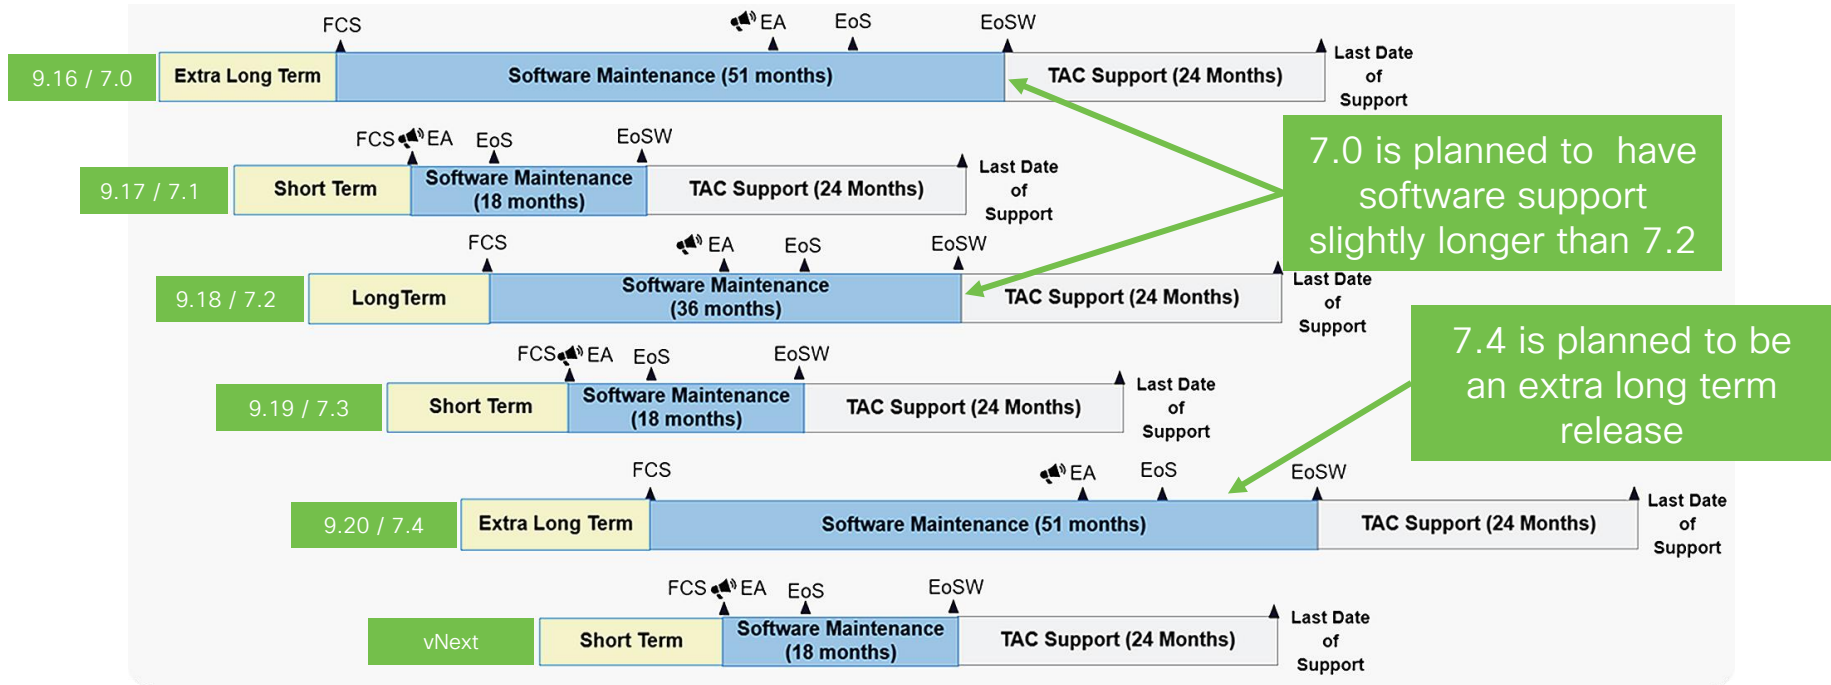 FCS
EA
EoS
EoSW
9.16 / 7.0
Extra Long Term
Software Maintenance (51 months)
TAC Support (24 Months)
Last Date
of
Support
FCS
EA
EoS
EoSW
9.17 / 7.1
Short Term
Software Maintenance
(18 months)
TAC Support (24 Months)
Last Date
of
Support
7.0 is planned to have
software support
slightly longer than 7.2
FCS
EA
EoS
EoSW
9.18 / 7.2
LongTerm
Software Maintenance
(36 months)
TAC Support (24 Months)
Last Date
of
Support
7.4 is planned to be
an extra long term
release
FCS
EA
EoS
EoSW
9.19 / 7.3
Short Term
Software Maintenance
(18 months)
TAC Support (24 Months)
Last Date
of
Support
FCS
EA
EoS
EoSW
9.20 / 7.4
Extra Long Term
Software Maintenance (51 months)
TAC Support (24 Months)
Last Date
of
Support
FCS
EA
EoS
EoSW
vNext
Short Term
Software Maintenance
(18 months)
TAC Support (24 Months)
Last Date
of
Support